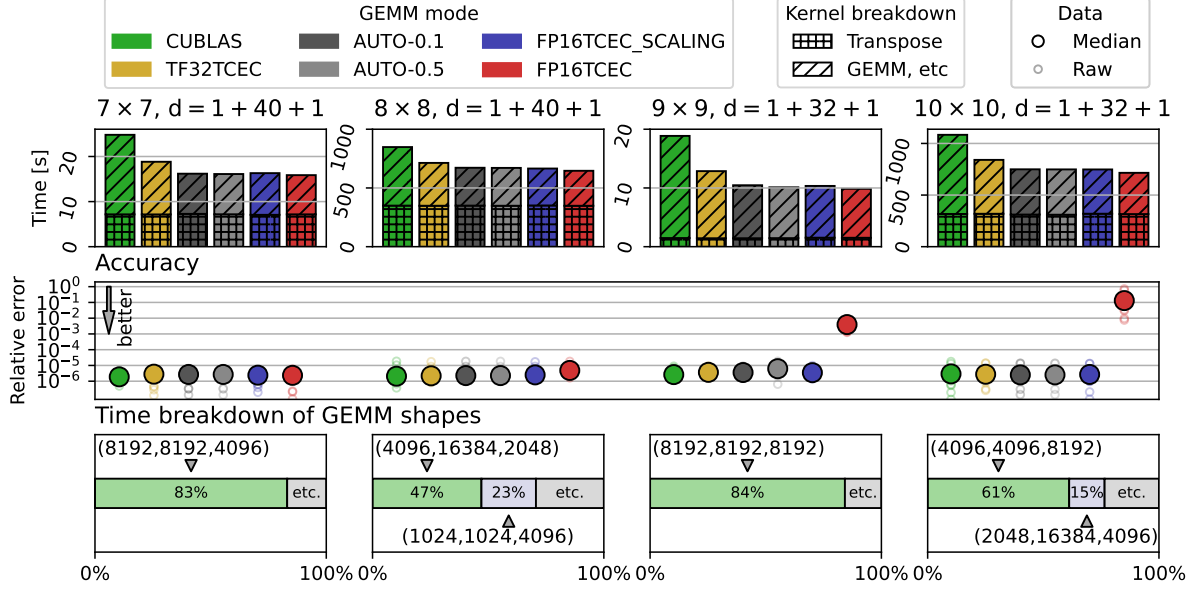 GEMM mode
CUBLAS
AUTO-0.1
FP16TCEC_SCALING
TF32TCEC
AUTO-0.5
FP16TCEC
Kernel breakdown
Transpose
GEMM, etc
Data
Median
Raw
7 × 7, d = 1 + 40 + 1
8 × 8, d = 1 + 40 + 1
9 × 9, d = 1 + 32 + 1
10 × 10, d = 1 + 32 + 1
Time [s]
20
10
0
1000
500
0
20
10
0
1000
500
0
Accuracy
Relative error
10⁰
10⁻¹
10⁻²
10⁻³
10⁻⁴
10⁻⁵
10⁻⁶
better
Time breakdown of GEMM shapes
(8192,8192,4096)
83%
etc.
0%
100%
(4096,16384,2048)
47%
23%
etc.
(1024,1024,4096)
0%
100%
(8192,8192,8192)
84%
etc.
0%
100%
(4096,4096,8192)
61%
15%
etc.
(2048,16384,4096)
0%
100%